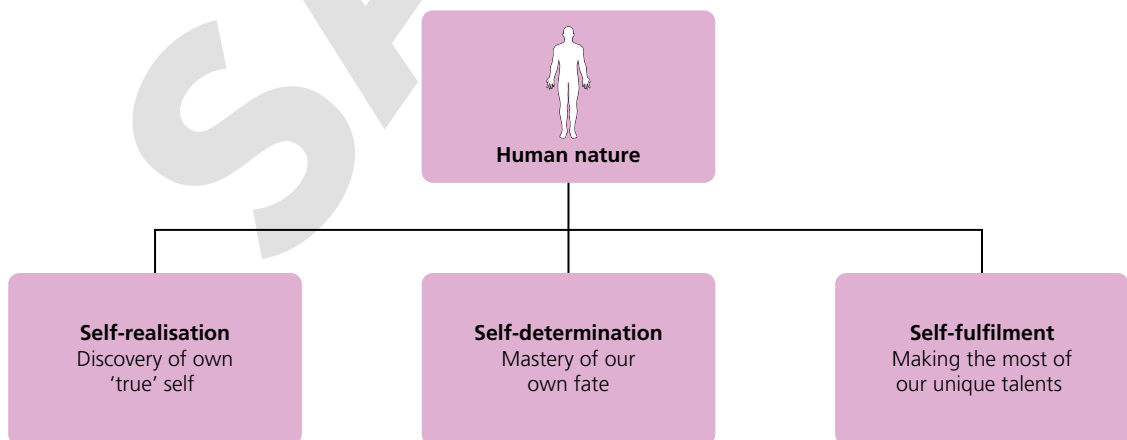 SA
Human nature
Self-realisation
Discovery of own
‘true’ self
Self-determination
Mastery of our
own fate
Self-fulfilment
Making the most of
our unique talents